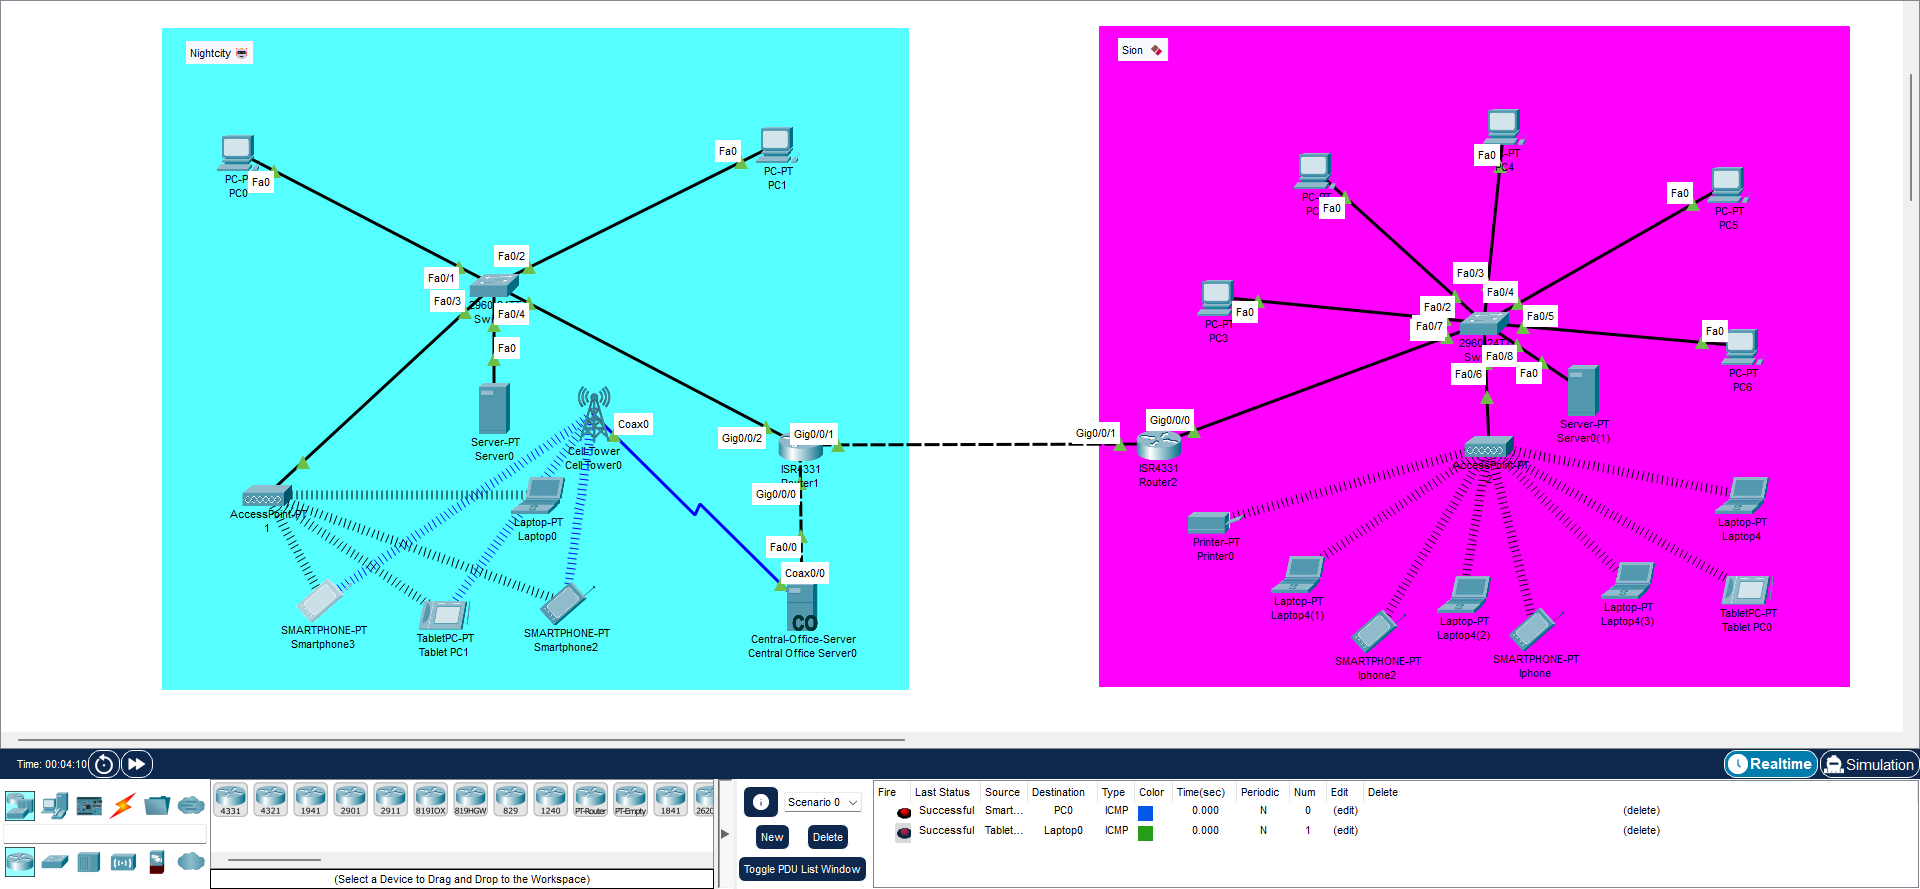 Nightcity
Sion
PC-P
PC0
Fa0
Fa0
PC-PT
PC1
Fa0/2
Fa0/1
Fa0/3
Fa0/4
Fa0
Server-PT
Server0
Cell Tower
Cell Tower0
Coax0
Gig0/0/2
Gig0/0/1
ISR4331
Router1
Gig0/0/0
Fa0/0
Coax0/0
CO
Central-Office-Server
Central Office Server0
AccessPoint-PT
1
Laptop-PT
Laptop0
SMARTPHONE-PT
Smartphone3
TabletPC-PT
Tablet PC1
SMARTPHONE-PT
Smartphone2
Fa0
-PT
C4
PC-PT
Fa0
Fa0
PC-PT
PC5
PC-PT
PC3
Fa0
Fa0/3
Fa0/4
Fa0/2
Fa0/5
Fa0/7
Fa0/8
Fa0/6
Fa0
Fa0
PC-PT
PC6
Server-PT
Server0(1)
Gig0/0/1
Gig0/0/0
ISR4331
Router2
AccessPoint-PT
2
Printer-PT
Printer0
Laptop-PT
Laptop4(1)
SMARTPHONE-PT
Iphone2
Laptop-PT
Laptop4(2)
SMARTPHONE-PT
Iphone
Laptop-PT
Laptop4(3)
TabletPC-PT
Tablet PC0
Laptop-PT
Laptop4
Time: 00:04:10
Realtime
Simulation
4331 4321 1941 2901 2911 819IOX 819HGW 829 1240 PT-Router PT-Empty 1841 2620
(Select a Device to Drag and Drop to the Workspace)
Scenario 0
New Delete
Toggle PDU List Window
Fire Last Status Source Destination Type Color Time(sec) Periodic Num Edit Delete
Successful Smart... PC0 ICMP 0.000 N 0 (edit) (delete)
Successful Tablet... Laptop0 ICMP 0.000 N 1 (edit) (delete)